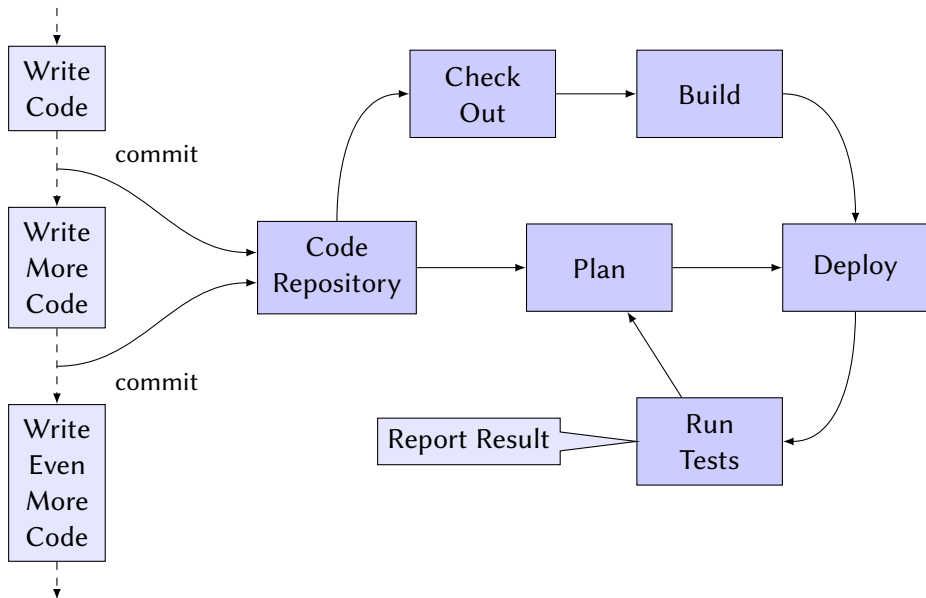 Write
Code
commit
Write
More
Code
commit
Write
Even
More
Code
Code
Repository
Check
Out
Build
Plan
Deploy
Run
Tests
Report Result